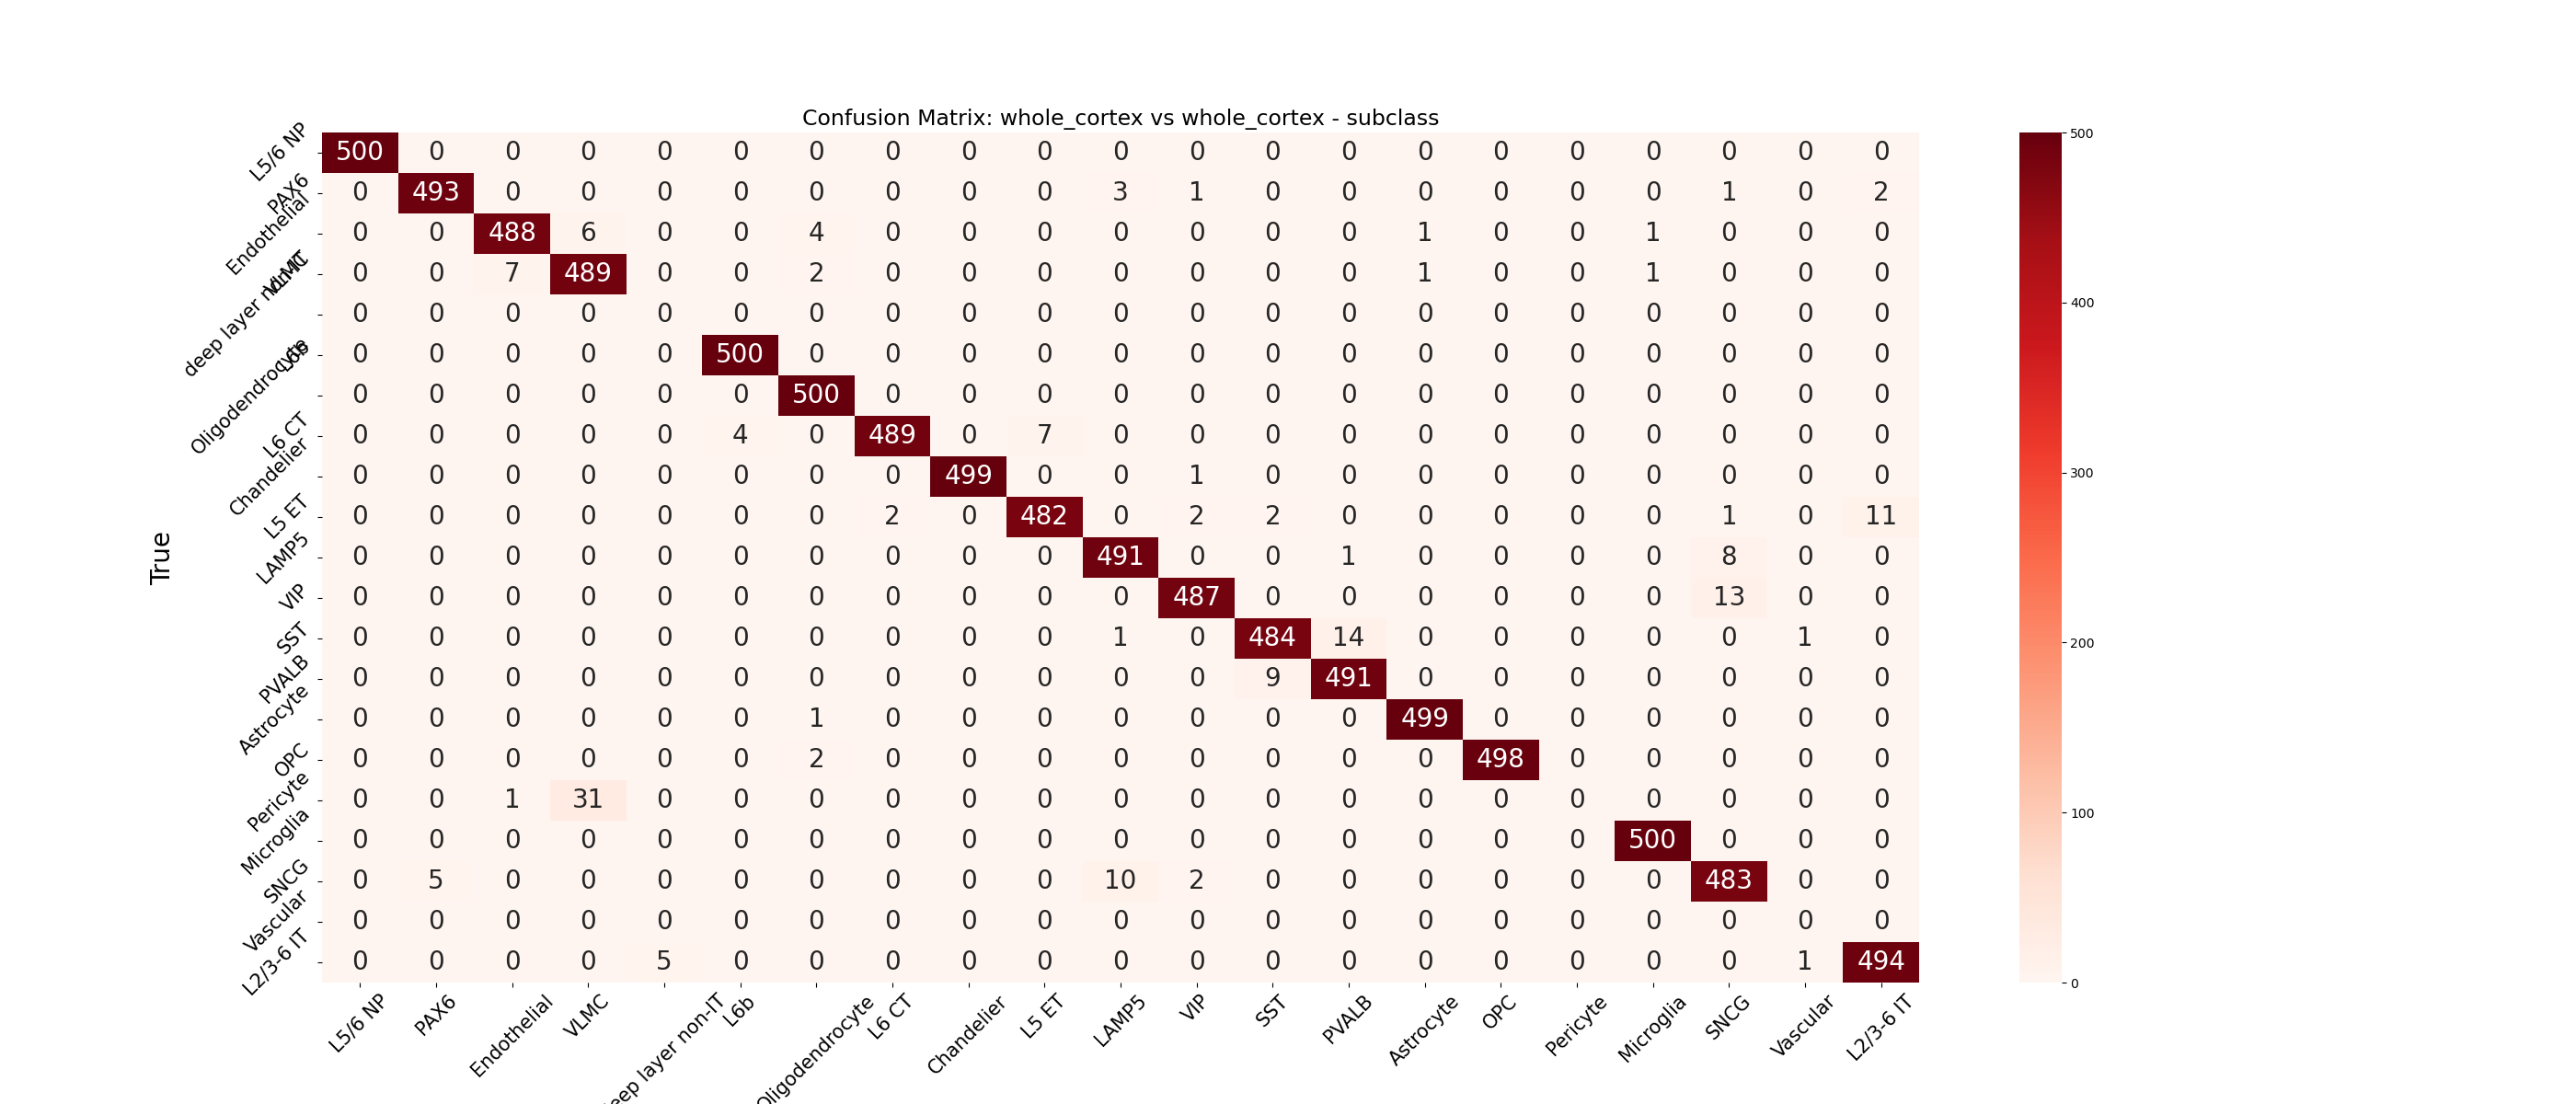 Confusion Matrix: whole_cortex vs whole_cortex - subclass
True
L5/6 NP 500 0 0 0 0 0 0 0 0 0 0 0 0 0 0 0 0 0 0 0 0
PAX6 0 493 0 0 0 0 0 0 0 0 3 1 0 0 0 0 0 0 1 0 2
Endothelial 0 0 488 6 0 0 4 0 0 0 0 0 0 0 1 0 0 1 0 0 0
VLMC 0 0 7 489 0 0 2 0 0 0 0 0 0 0 1 0 0 1 0 0 0
deep layer non-IT 0 0 0 0 0 0 0 0 0 0 0 0 0 0 0 0 0 0 0 0 0
L6b 0 0 0 0 0 500 0 0 0 0 0 0 0 0 0 0 0 0 0 0 0
Oligodendrocyte 0 0 0 0 0 0 500 0 0 0 0 0 0 0 0 0 0 0 0 0 0
L6 CT 0 0 0 0 0 4 0 489 0 7 0 0 0 0 0 0 0 0 0 0 0
Chandelier 0 0 0 0 0 0 0 0 499 0 0 1 0 0 0 0 0 0 0 0 0
L5 ET 0 0 0 0 0 0 0 2 0 482 0 2 2 0 0 0 0 0 1 0 11
LAMP5 0 0 0 0 0 0 0 0 0 0 491 0 0 1 0 0 0 0 8 0 0
VIP 0 0 0 0 0 0 0 0 0 0 0 487 0 0 0 0 0 0 13 0 0
SST 0 0 0 0 0 0 0 0 0 0 1 0 484 14 0 0 0 0 0 1 0
PVALB 0 0 0 0 0 0 0 0 0 0 0 0 9 491 0 0 0 0 0 0 0
Astrocyte 0 0 0 0 0 0 1 0 0 0 0 0 0 0 499 0 0 0 0 0 0
OPC 0 0 0 0 0 0 2 0 0 0 0 0 0 0 0 498 0 0 0 0 0
Pericyte 0 0 1 31 0 0 0 0 0 0 0 0 0 0 0 0 0 0 0 0 0
Microglia 0 0 0 0 0 0 0 0 0 0 0 0 0 0 0 0 0 500 0 0 0
SNCG 0 5 0 0 0 0 0 0 0 0 10 2 0 0 0 0 0 0 483 0 0
Vascular 0 0 0 0 0 0 0 0 0 0 0 0 0 0 0 0 0 0 0 0 0
L2/3-6 IT 0 0 0 0 5 0 0 0 0 0 0 0 0 0 0 0 0 0 0 1 494
L5/6 NP PAX6 Endothelial VLMC eep layer non-IT L6b Oligodendrocyte L6 CT Chandelier L5 ET LAMP5 VIP SST PVALB Astrocyte OPC Pericyte Microglia SNCG Vascular L2/3-6 IT
500
400
300
200
100
0